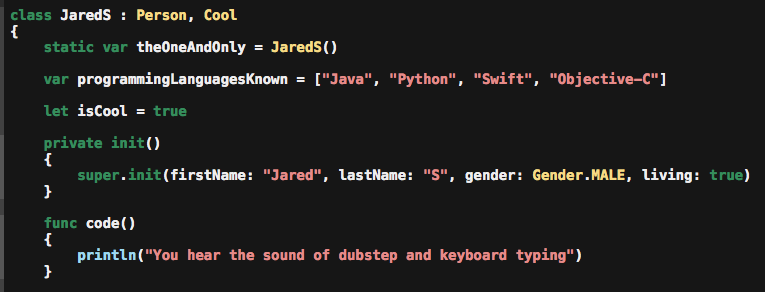 class JaredS : Person, Cool
{
    static var theOneAndOnly = JaredS()
    var programmingLanguagesKnown = ["Java", "Python", "Swift", "Objective-C"]
    let isCool = true
    private init()
    {
        super.init(firstName: "Jared", lastName: "S", gender: Gender.MALE, living: true)
    }
    func code()
    {
        println("You hear the sound of dubstep and keyboard typing")
    }